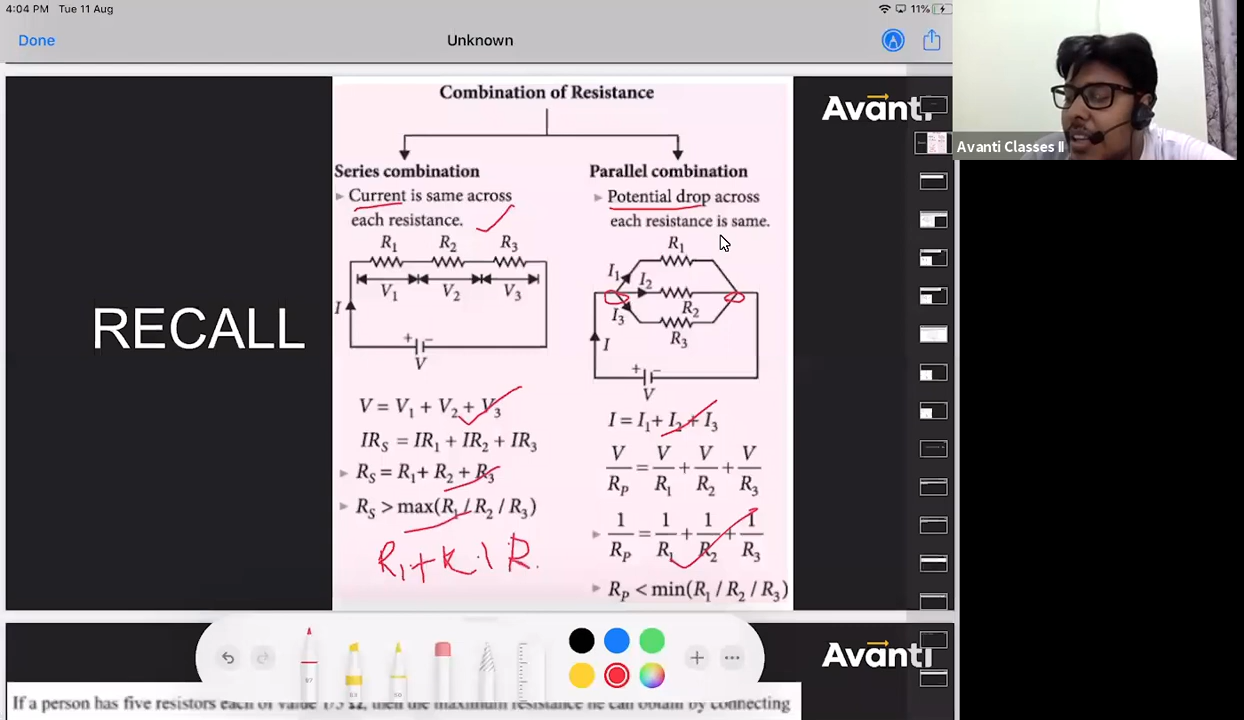 4:04 PM Tue 11 Aug
11%
Done
Unknown
Combination of Resistance
Avanti
Avanti Classes II
Series combination
Current is same across
each resistance.
R₁ R₂ R₃
V₁ V₂ V₃
I
+ −
V
V = V₁ + V₂ + V₃
IRₛ = IR₁ + IR₂ + IR₃
Rₛ = R₁ + R₂ + R₃
Rₛ > max(R₁ / R₂ / R₃)
R₁+
Parallel combination
Potential drop across
each resistance is same.
R₁
I₁
I₂
R₂
I₃
R₃
I
+ −
V
I = I₁ + I₂ + I₃
V/Rₚ = V/R₁ + V/R₂ + V/R₃
1/Rₚ = 1/R₁ + 1/R₂ + 1/R₃
Rₚ < min(R₁ / R₂ / R₃)
RECALL
Avanti
If a person has five resistors each of value 1/5 Ω, then the maximum resistance he can obtain by connecting